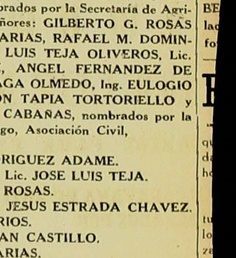 brados por la Secretaría de Agri-
ñores: GILBERTO G. ROSAS
ARIAS, RAFAEL M. DOMIN-
LUIS TEJA OLIVEROS, Lic.
ANGEL FERNANDEZ DE
AGA OLMEDO, Ing. EULOGIO
ON TAPIA TORTORIELLO y
CABAÑAS, nombrados por la
go, Asociación Civil,
RIGUEZ ADAME.
Lic. JOSE LUIS TEJA.
ROSAS.
JESUS ESTRADA CHAVEZ.
RIOS.
AN CASTILLO.
ARIAS.